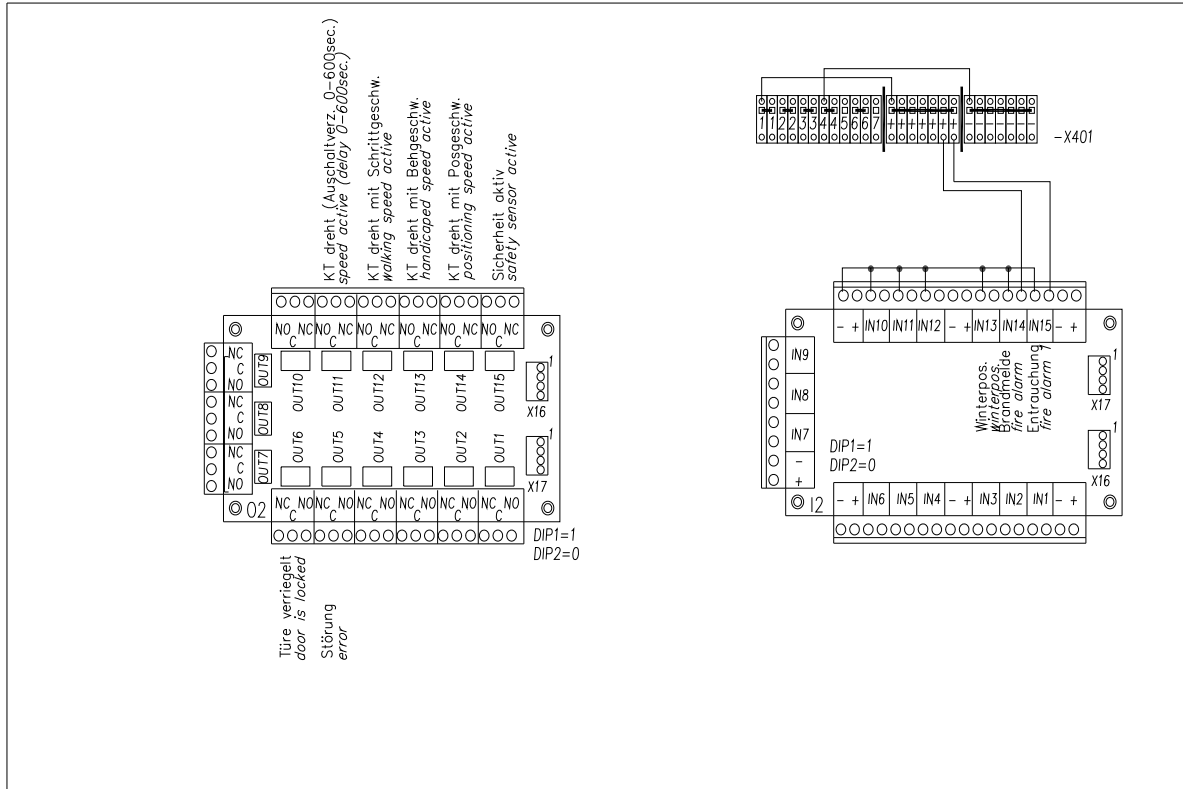 KT dreht (Auschaltverz. 0-600sec.)
speed active (delay 0-600sec.)
KT dreht mit Schrittgeschw.
walking speed active
KT dreht mit Behgeschw.
handicaped speed active
KT dreht mit Posgeschw.
positioning speed active
Sicherheit aktiv
safety sensor active
NO C NC NO C NC NO C NC NO C NC NO C NC NO C NC
OUT10 OUT11 OUT12 OUT13 OUT14 OUT15
NC C NO OUT9
NC C NO OUT8
NC C NO OUT7
1
X16
1
X17
OUT6 OUT5 OUT4 OUT3 OUT2 OUT1
O2
NC C NO NC C NO NC C NO NC C NO NC C NO NC C NO
DIP1=1
DIP2=0
Türe verriegelt
door is locked
Störung
error
1 1 2 2 3 3 4 4 5 6 6 7 + + + + + + + - - - - - - -
-X401
- + IN10 IN11 IN12 - + IN13 IN14 IN15 - +
IN9
IN8
IN7
-
+
Winterpos.
winterpos.
Brandmelde
fire alarm
Entrauchung
fire alarm 1
DIP1=1
DIP2=0
1
X17
1
X16
I2
- + IN6 IN5 IN4 - + IN3 IN2 IN1 - +